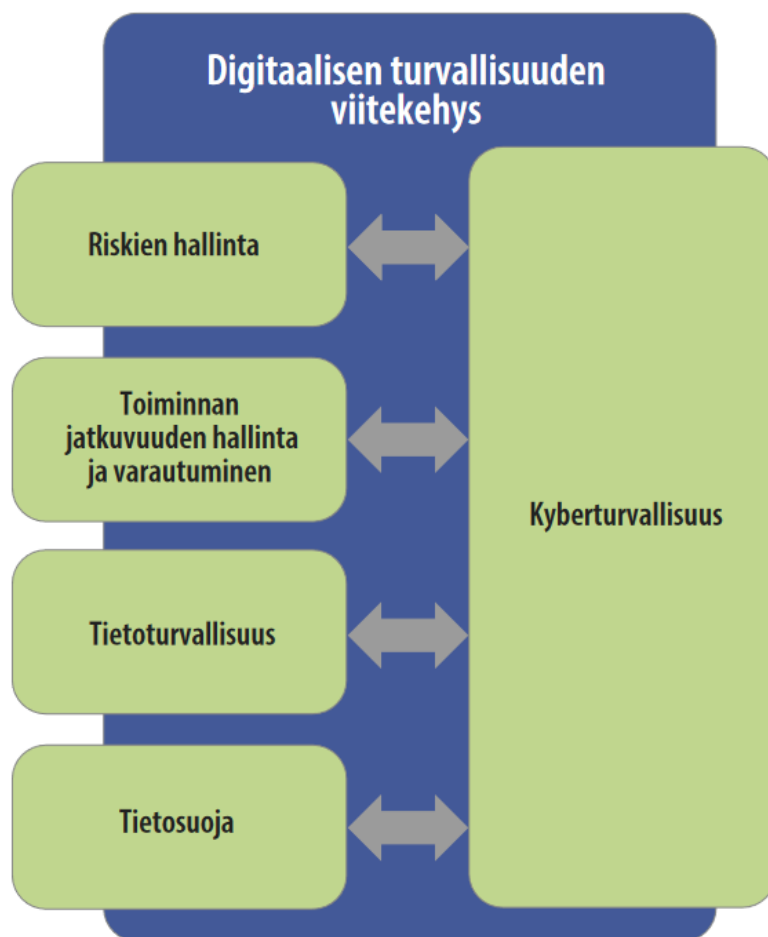 Digitaalisen turvallisuuden
viitekehys
Riskien hallinta
Toiminnan
jatkuvuuden hallinta
ja varautuminen
Tietoturvallisuus
Tietosuoja
Kyberturvallisuus